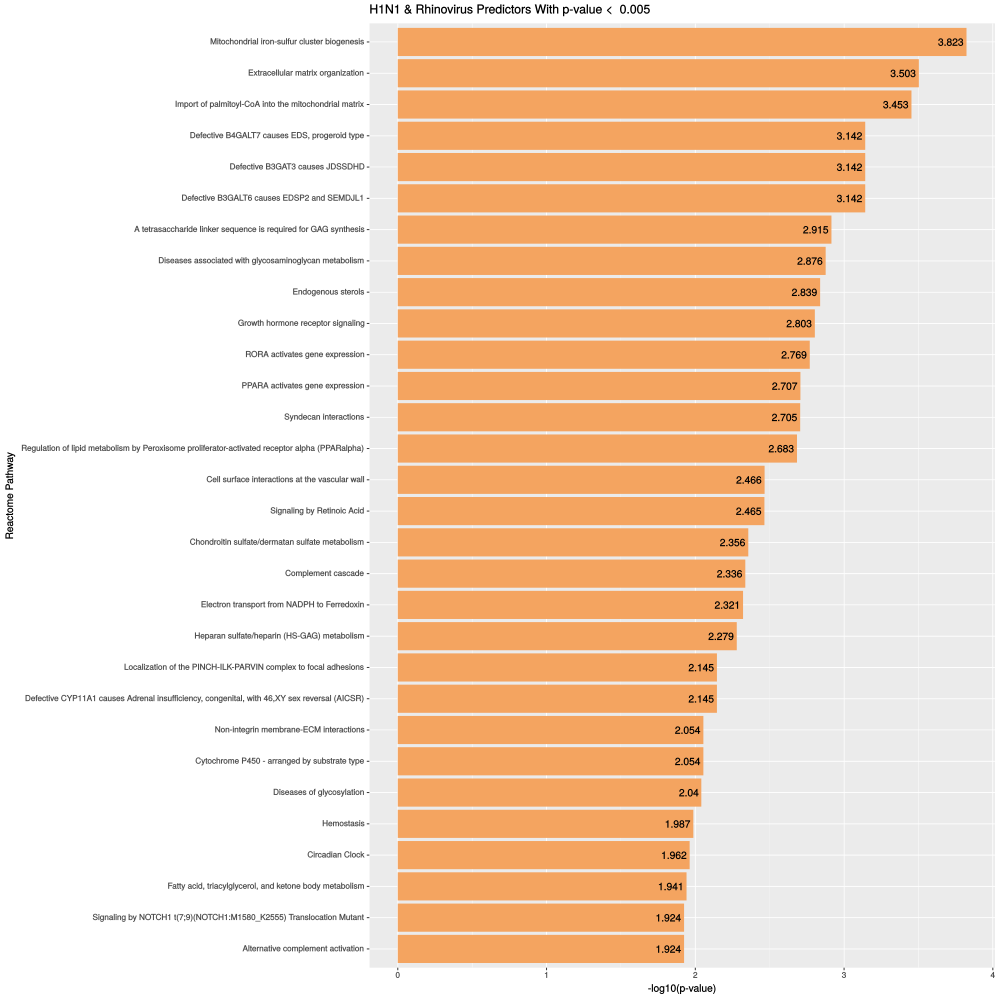 H1N1 & Rhinovirus Predictors With p-value < 0.005
Reactome Pathway
Mitochondrial iron-sulfur cluster biogenesis 3.823
Extracellular matrix organization 3.503
Import of palmitoyl-CoA into the mitochondrial matrix 3.453
Defective B4GALT7 causes EDS, progeroid type 3.142
Defective B3GAT3 causes JDSSDHD 3.142
Defective B3GALT6 causes EDSP2 and SEMDJL1 3.142
A tetrasaccharide linker sequence is required for GAG synthesis 2.915
Diseases associated with glycosaminoglycan metabolism 2.876
Endogenous sterols 2.839
Growth hormone receptor signaling 2.803
RORA activates gene expression 2.769
PPARA activates gene expression 2.707
Syndecan interactions 2.705
Regulation of lipid metabolism by Peroxisome proliferator-activated receptor alpha (PPARalpha) 2.683
Cell surface interactions at the vascular wall 2.466
Signaling by Retinoic Acid 2.465
Chondroitin sulfate/dermatan sulfate metabolism 2.356
Complement cascade 2.336
Electron transport from NADPH to Ferredoxin 2.321
Heparan sulfate/heparin (HS-GAG) metabolism 2.279
Localization of the PINCH-ILK-PARVIN complex to focal adhesions 2.145
Defective CYP11A1 causes Adrenal insufficiency, congenital, with 46,XY sex reversal (AICSR) 2.145
Non-integrin membrane-ECM interactions 2.054
Cytochrome P450 - arranged by substrate type 2.054
Diseases of glycosylation 2.04
Hemostasis 1.987
Circadian Clock 1.962
Fatty acid, triacylglycerol, and ketone body metabolism 1.941
Signaling by NOTCH1 t(7;9)(NOTCH1:M1580_K2555) Translocation Mutant 1.924
Alternative complement activation 1.924
0 1 2 3 4
-log10(p-value)